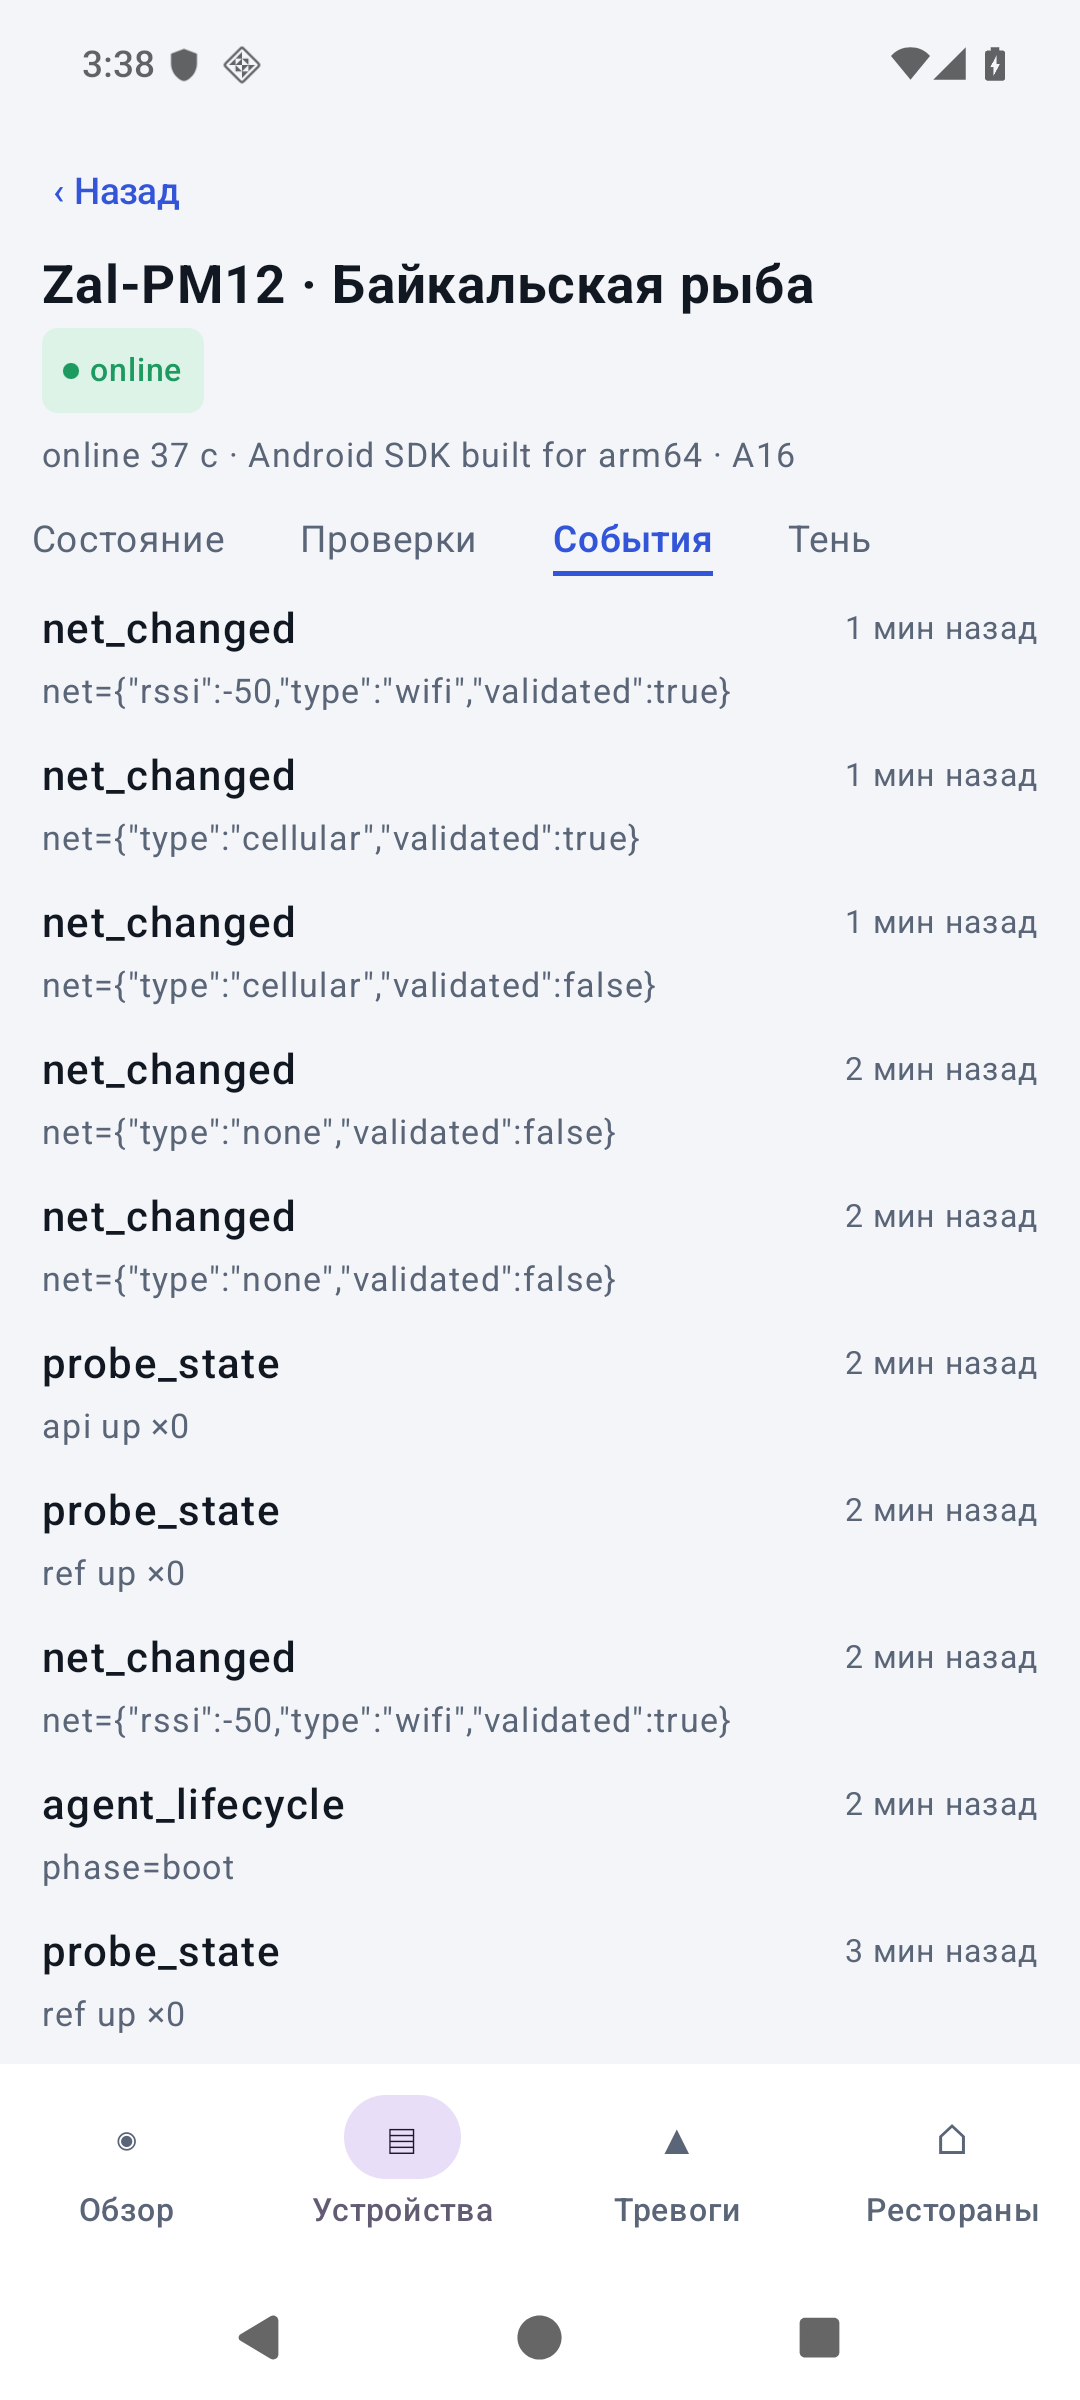 3:38
‹ Назад
Zal-PM12 · Байкальская рыба
online
online 37 с · Android SDK built for arm64 · A16
Состояние Проверки События Тень
net_changed 1 мин назад
net={"rssi":-50,"type":"wifi","validated":true}
net_changed 1 мин назад
net={"type":"cellular","validated":true}
net_changed 1 мин назад
net={"type":"cellular","validated":false}
net_changed 2 мин назад
net={"type":"none","validated":false}
net_changed 2 мин назад
net={"type":"none","validated":false}
probe_state 2 мин назад
api up ×0
probe_state 2 мин назад
ref up ×0
net_changed 2 мин назад
net={"rssi":-50,"type":"wifi","validated":true}
agent_lifecycle 2 мин назад
phase=boot
probe_state 3 мин назад
ref up ×0
Обзор Устройства Тревоги Рестораны